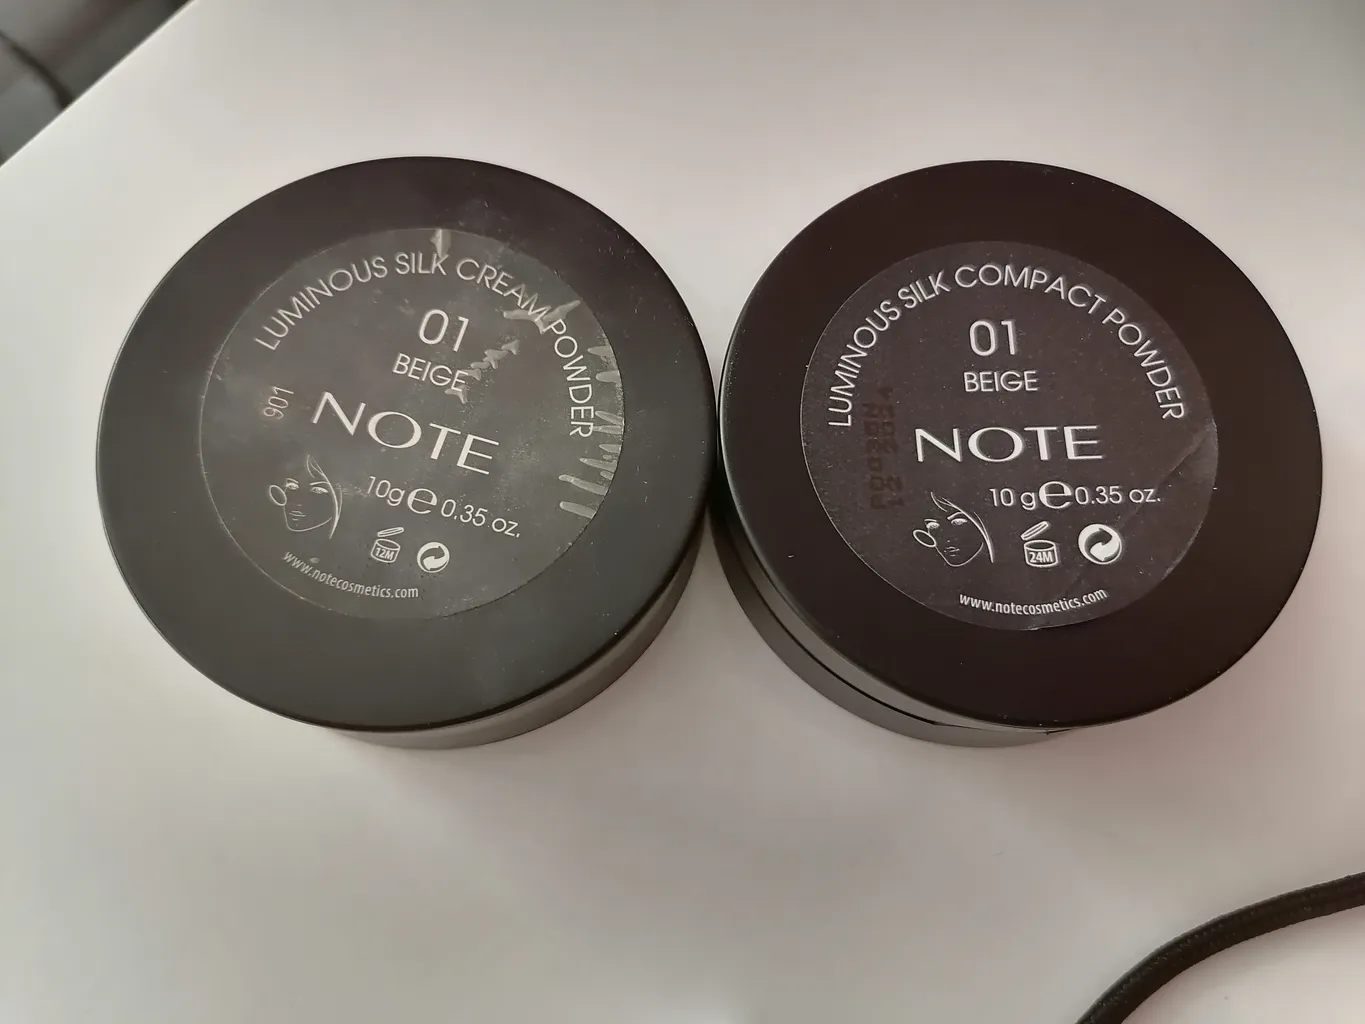 LUMINOUS SILK CREAM POWDER
01
BEIGE
901
NOTE
10g e 0.35 oz.
12M
www.notecosmetics.com
LUMINOUS SILK COMPACT POWDER
01
BEIGE
NOTE
10 g e 0.35 oz.
24M
www.notecosmetics.com